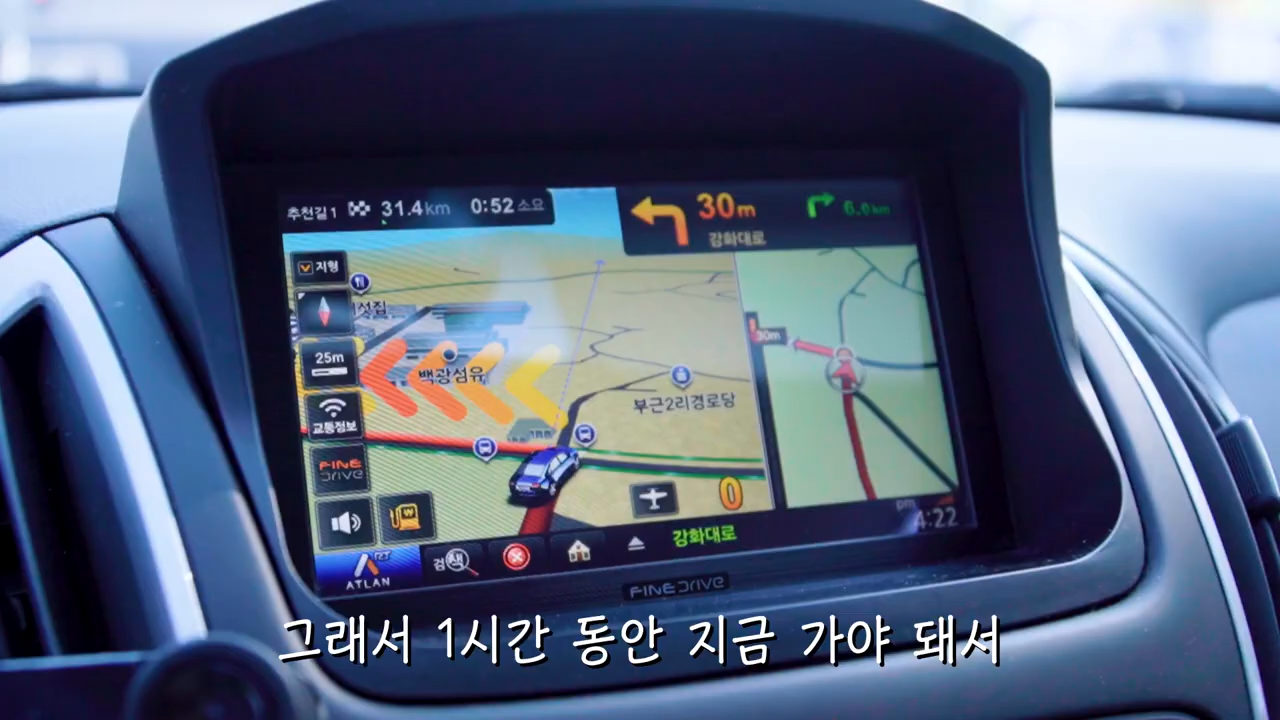 추천길1 31.4km 0:52 소요
30m
6.0km
강화대로
지형
섯집
25m
30m
백광섬유
부근2리경로당
교통정보
FINE DRIVE
0
pm 4:22
강화대로
검색
RT
ATLAN
FINEDRIVE
그래서 1시간 동안 지금 가야 돼서